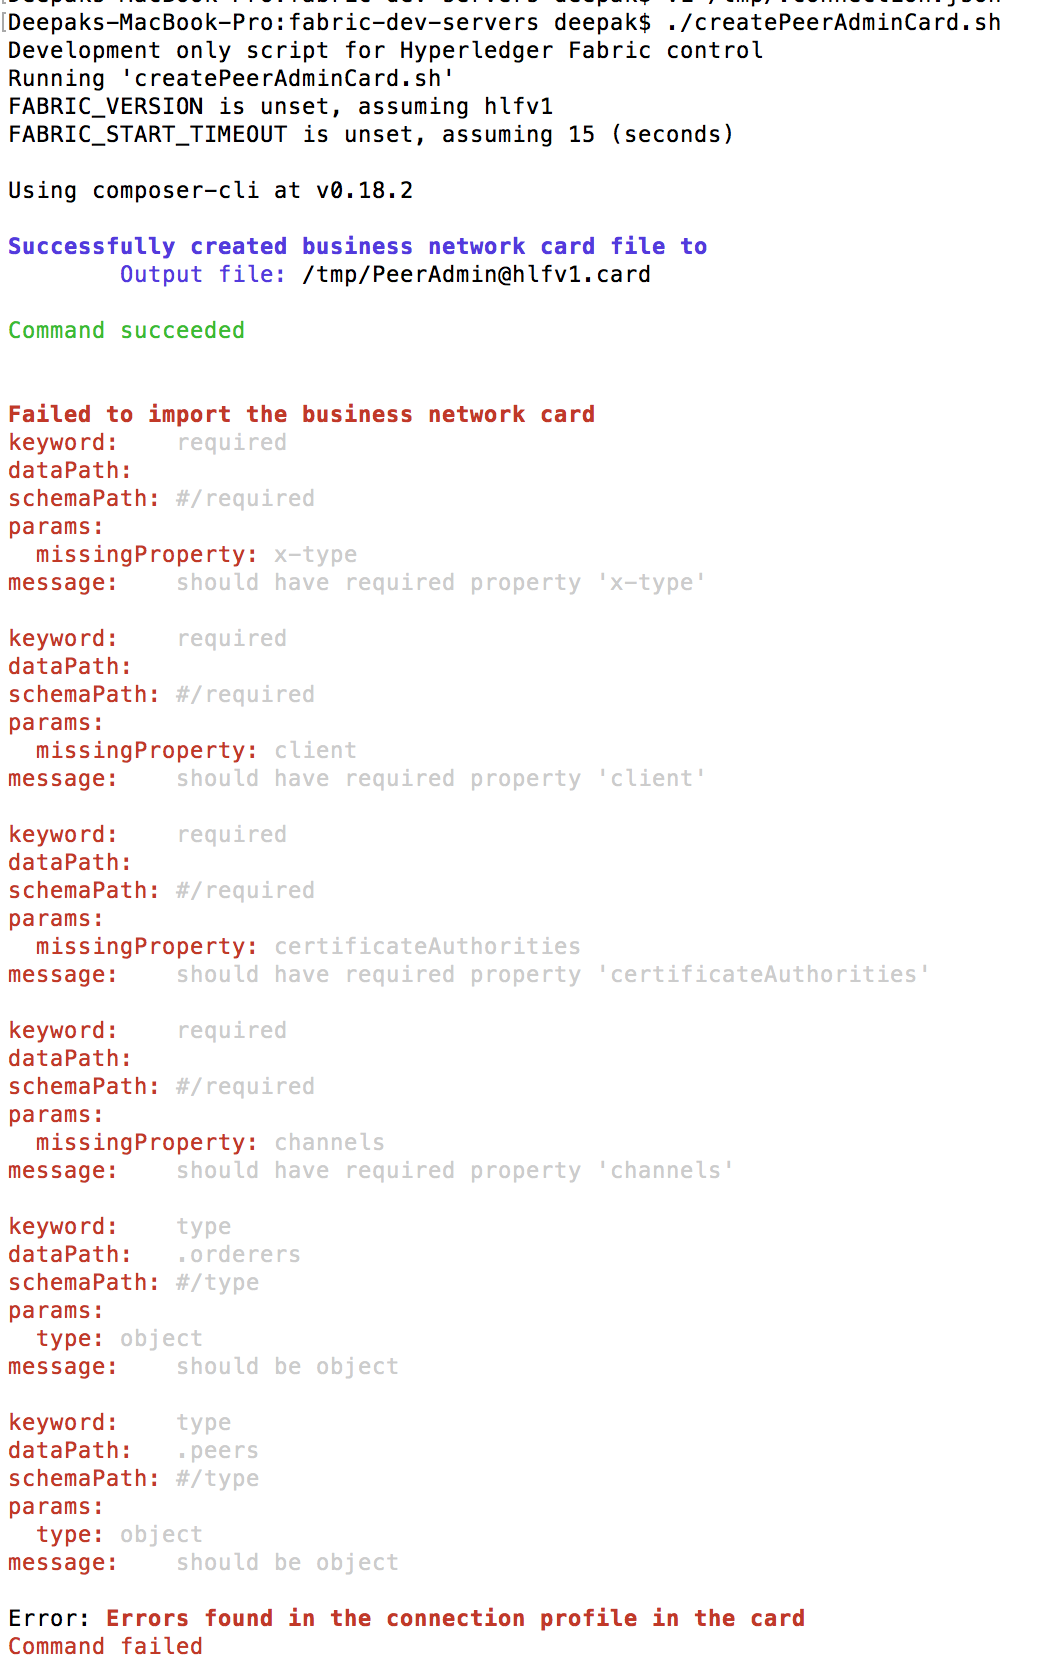 [Deepaks-MacBook-Pro:fabric-dev-servers deepak$ ./createPeerAdminCard.sh
Development only script for Hyperledger Fabric control
Running 'createPeerAdminCard.sh'
FABRIC_VERSION is unset, assuming hlfv1
FABRIC_START_TIMEOUT is unset, assuming 15 (seconds)
Using composer-cli at v0.18.2
Successfully created business network card file to
Output file: /tmp/PeerAdmin@hlfv1.card
Command succeeded
Failed to import the business network card
keyword: required
dataPath:
schemaPath: #/required
params:
missingProperty: x-type
message: should have required property 'x-type'
keyword: required
dataPath:
schemaPath: #/required
params:
missingProperty: client
message: should have required property 'client'
keyword: required
dataPath:
schemaPath: #/required
params:
missingProperty: certificateAuthorities
message: should have required property 'certificateAuthorities'
keyword: required
dataPath:
schemaPath: #/required
params:
missingProperty: channels
message: should have required property 'channels'
keyword: type
dataPath: .orderers
schemaPath: #/type
params:
type: object
message: should be object
keyword: type
dataPath: .peers
schemaPath: #/type
params:
type: object
message: should be object
Error: Errors found in the connection profile in the card
Command failed